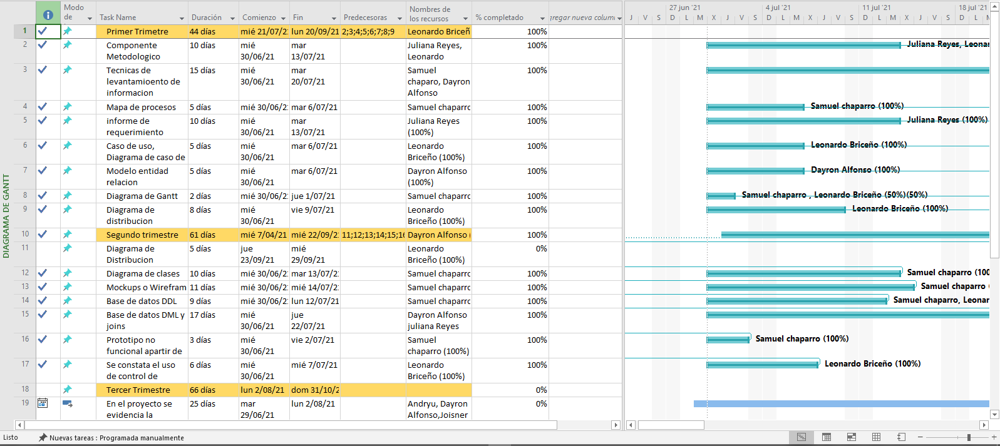 Modo de
Task Name
Duración
Comienzo
Fin
Predecesoras
Nombres de los recursos
% completado
gregar nueva colum
27 jun '21
4 jul '21
11 jul '21
18 jul '21
J V S D L M X J V S D L M X J V S D L M X J V S D L M
1 Primer Trimetre 44 días mié 21/07/2 lun 20/09/21 2;3;4;5;6;7;8;9 Leonardo Briceñ 100%
2 Componente Metodologico 10 días mié 30/06/21 mar 13/07/21 Juliana Reyes, Leonardo 100% Juliana Reyes, Leonar
3 Tecnicas de levantamioento de informacion 15 días mié 30/06/21 mar 20/07/21 Samuel chaparo, Dayron Alfonso 100%
4 Mapa de procesos 5 días mié 30/06/2 mar 6/07/21 Samuel chaparro 100% Samuel chaparro (100%)
5 informe de requerimiento 10 días mié 30/06/21 mar 13/07/21 Juliana Reyes (100%) 100% Juliana Reyes (100%)
6 Caso de uso, Diagrama de caso de 5 días mié 30/06/21 mar 6/07/21 Leonardo Briceño (100%) 100% Leonardo Briceño (100%)
7 Modelo entidad relacion 5 días mié 30/06/21 mar 6/07/21 Dayron Alfonso (100%) 100% Dayron Alfonso (100%)
8 Diagrama de Gantt 2 días mié 30/06/2 jue 1/07/21 Samuel chaparro 100% Samuel chaparro , Leonardo Briceño (50%)(50%)
9 Diagrama de distribucion 8 días mié 30/06/21 vie 9/07/21 Leonardo Briceño (100%) 100% Leonardo Briceño (100%)
10 Segundo trimestre 61 días mié 7/04/21 mié 22/09/2 11;12;13;14;15;16 Dayron Alfonso ( 100%
11 Diagrama de Distribucion 5 días jue 23/09/21 mié 29/09/21 Leonardo Briceño (100%) 0%
12 Diagrama de clases 10 días mié 30/06/2 mar 13/07/2 Samuel chaparro 100% Samuel chaparro (100
13 Mockups o Wirefram 11 días mié 30/06/2 mié 14/07/2 Samuel chaparro 100% Samuel chaparro (
14 Base de datos DDL 9 días mié 30/06/2 lun 12/07/21 Samuel chaparro 100% Samuel chaparro, Leonar
15 Base de datos DML y joins 17 días mié 30/06/21 jue 22/07/21 Dayron Alfonso juliana Reyes 100%
16 Prototipo no funcional apartir de 3 días mié 30/06/21 vie 2/07/21 Samuel chaparro (100%) 100% Samuel chaparro (100%)
17 Se constata el uso de control de 6 días mié 30/06/21 mié 7/07/21 Leonardo Briceño (100%) 100% Leonardo Briceño (100%)
18 Tercer Trimestre 66 días lun 2/08/21 dom 31/10/2 0%
19 En el proyecto se evidencia la 25 días mar 29/06/21 lun 2/08/21 Andryu, Dayron Alfonso,Joisner 0%
DIAGRAMA DE GANTT
Listo
Nuevas tareas : Programada manualmente